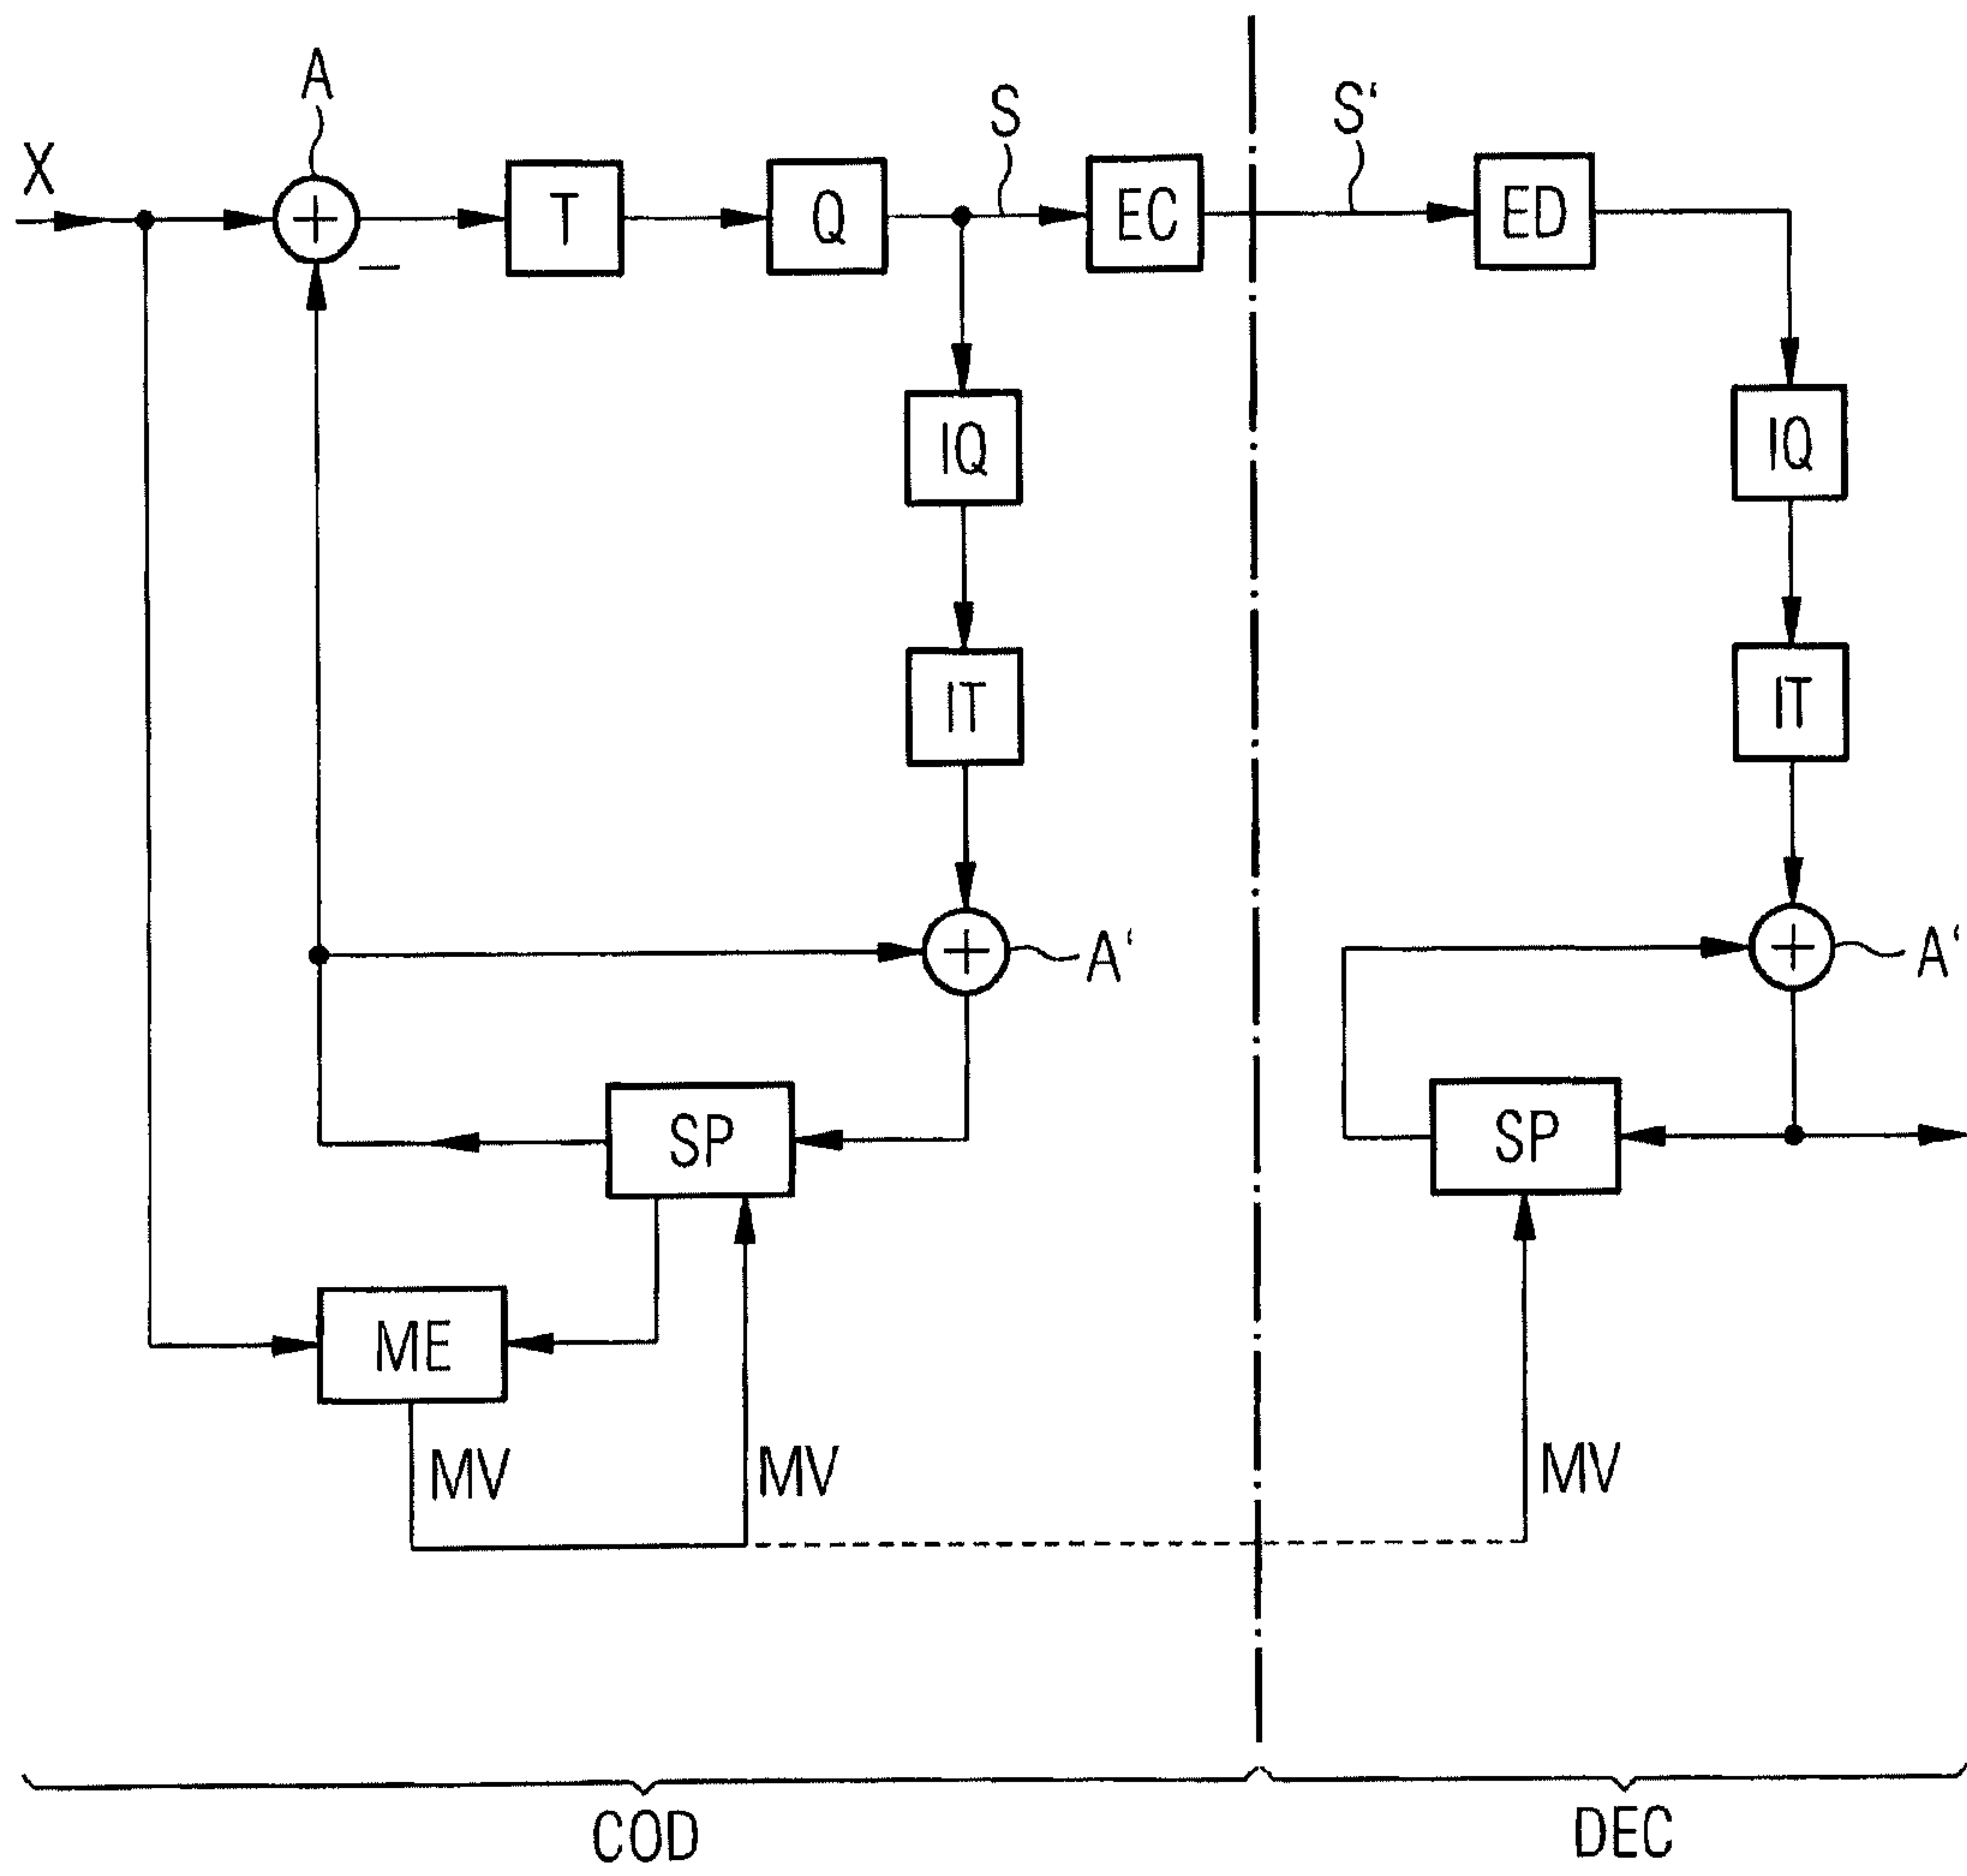 A
X
S
S‘
+
−
T
Q
EC
ED
IQ
IQ
IT
IT
+
A‘
+
A‘
SP
SP
ME
MV
MV
MV
COD
DEC